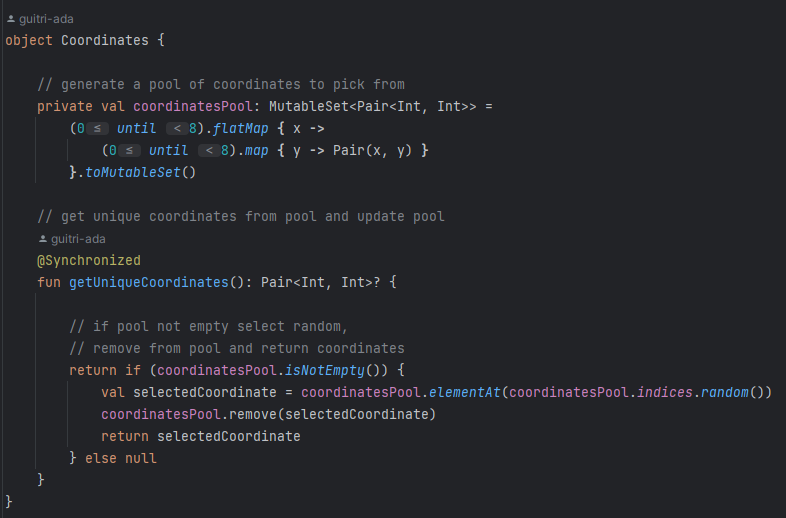 guitri-ada
object Coordinates {
// generate a pool of coordinates to pick from
private val coordinatesPool: MutableSet<Pair<Int, Int>> =
(0 ≤ until < 8).flatMap { x ->
(0 ≤ until < 8).map { y -> Pair(x, y) }
}.toMutableSet()
// get unique coordinates from pool and update pool
guitri-ada
@Synchronized
fun getUniqueCoordinates(): Pair<Int, Int>? {
// if pool not empty select random,
// remove from pool and return coordinates
return if (coordinatesPool.isNotEmpty()) {
val selectedCoordinate = coordinatesPool.elementAt(coordinatesPool.indices.random())
coordinatesPool.remove(selectedCoordinate)
return selectedCoordinate
} else null
}
}